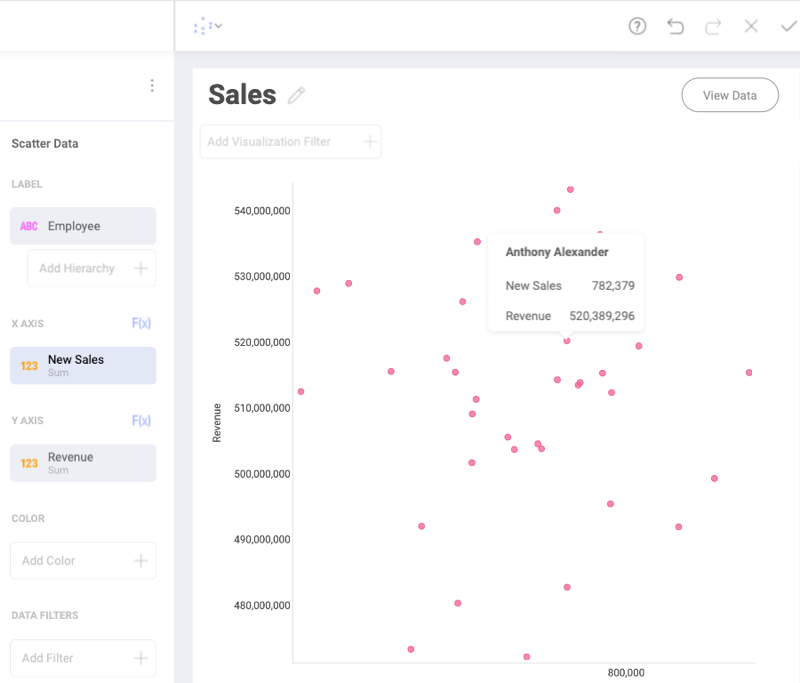 Sales
View Data
Add Visualization Filter
Scatter Data
LABEL
ABC Employee
Add Hierarchy
X AXIS F(x)
123 New Sales
Sum
Y AXIS F(x)
123 Revenue
Sum
COLOR
Add Color
DATA FILTERS
Add Filter
540,000,000
530,000,000
520,000,000
510,000,000
500,000,000
490,000,000
480,000,000
Revenue
Anthony Alexander
New Sales 782,379
Revenue 520,389,296
800,000